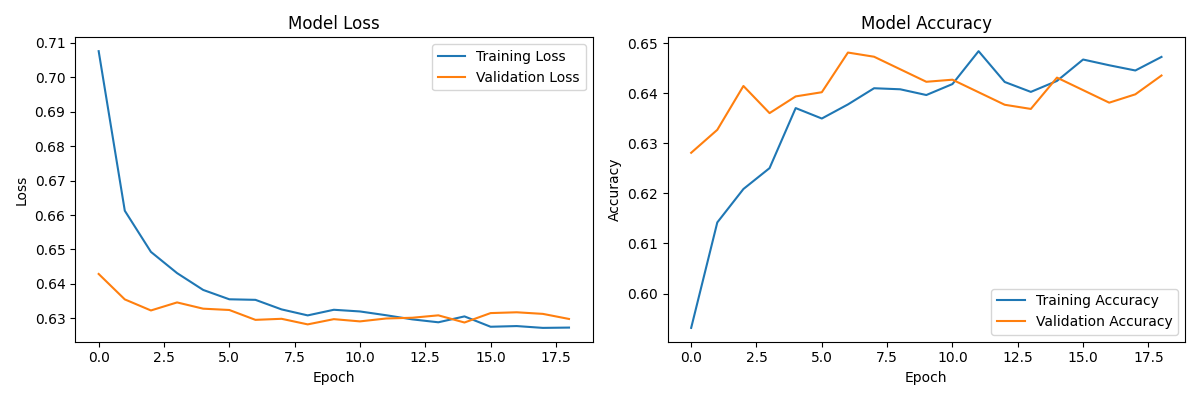 Model Loss
0.71
0.70
0.69
0.68
0.67
0.66
0.65
0.64
0.63
Loss
Training Loss
Validation Loss
0.0 2.5 5.0 7.5 10.0 12.5 15.0 17.5
Epoch
Model Accuracy
0.65
0.64
0.63
0.62
0.61
0.60
Accuracy
Training Accuracy
Validation Accuracy
0.0 2.5 5.0 7.5 10.0 12.5 15.0 17.5
Epoch